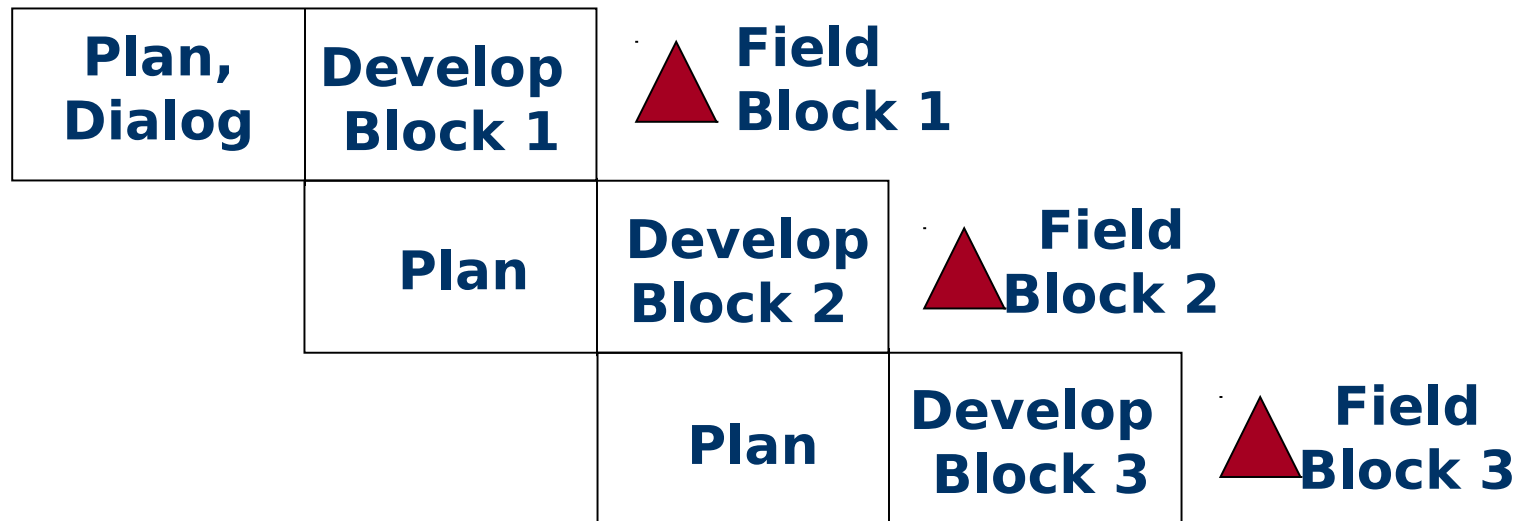 Plan,
Dialog
Develop
Block 1
Field
Block 1
Plan
Develop
Block 2
Field
Block 2
Plan
Develop
Block 3
Field
Block 3